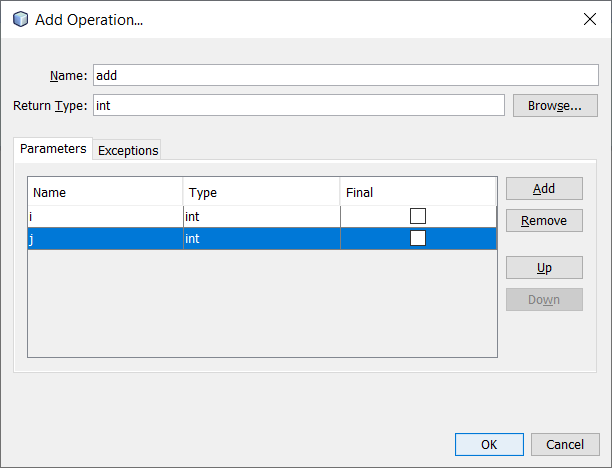 Add Operation...
Name: add
Return Type: int Browse...
Parameters Exceptions
Name Type Final Add
i int
Remove
j int
Up
Down
OK Cancel